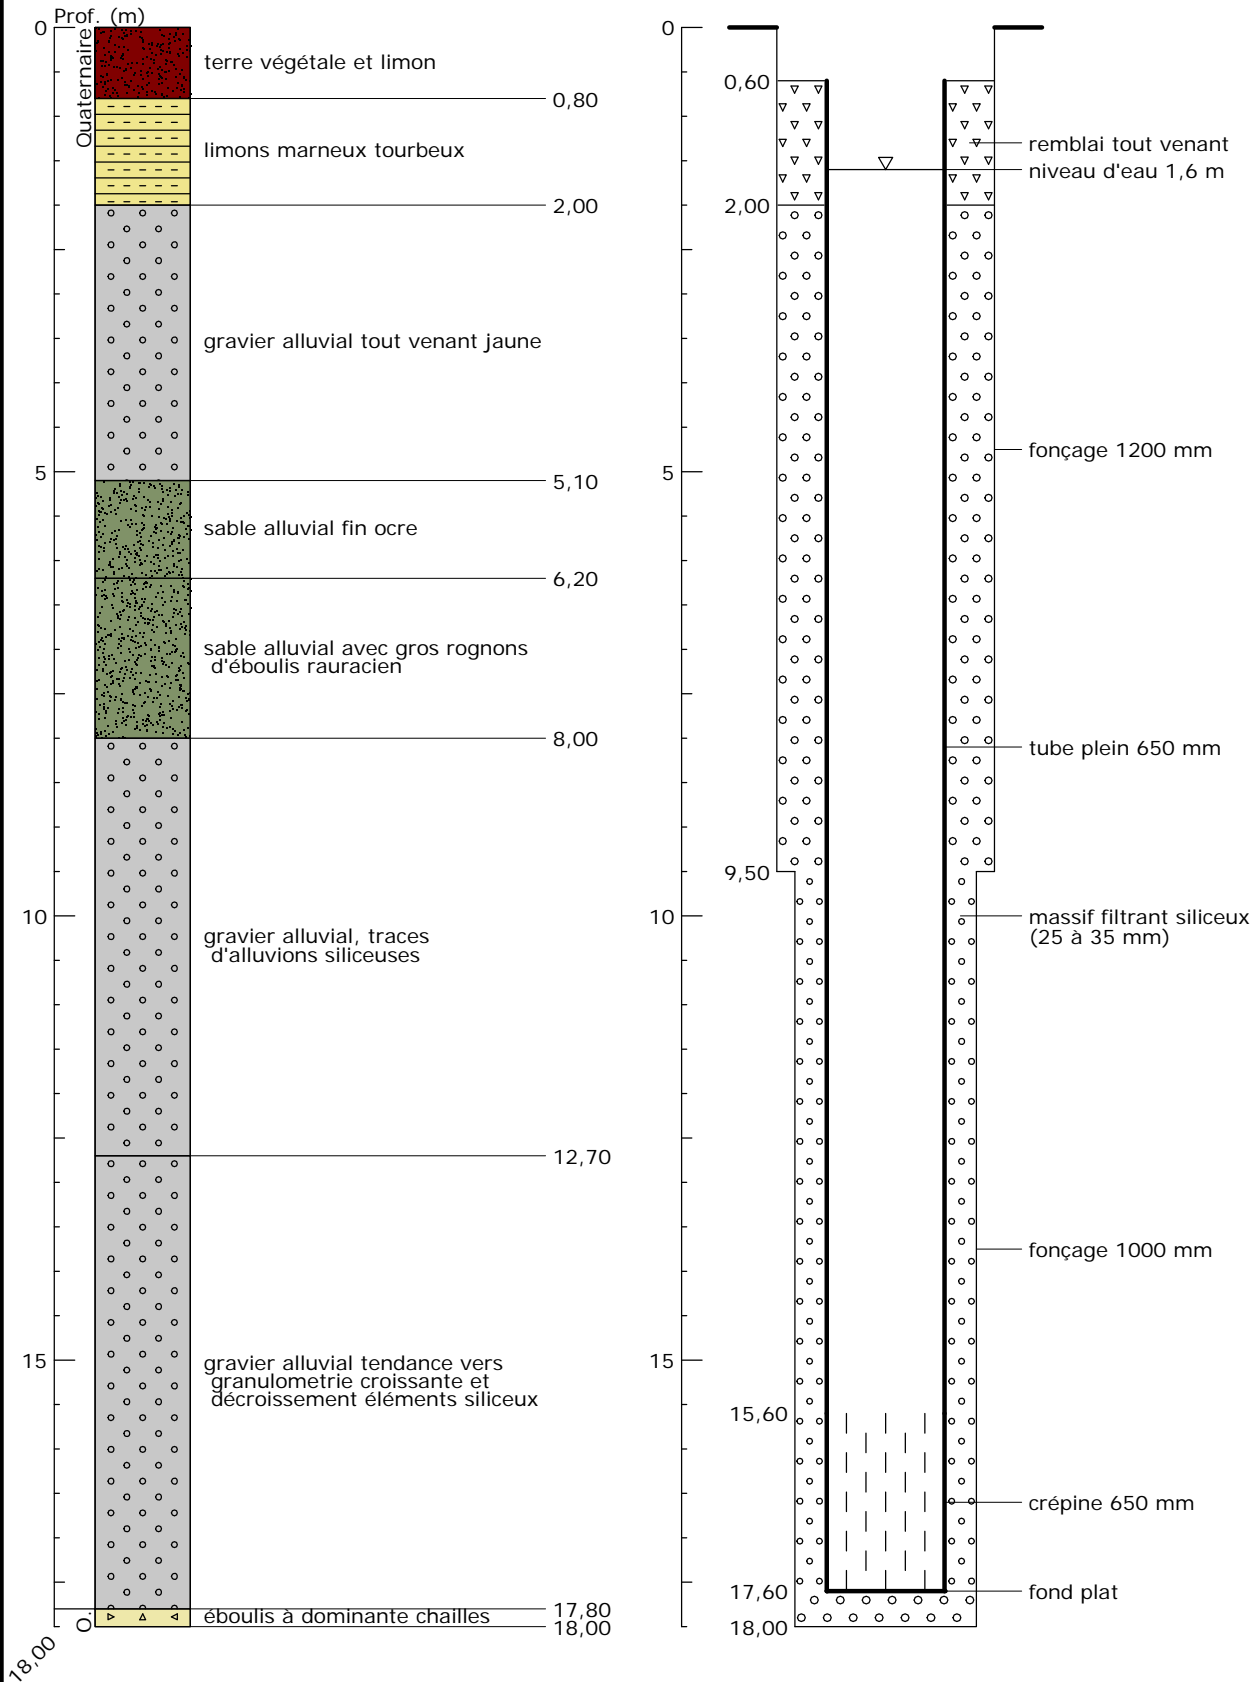 Prof. (m)
0
Quaternaire
terre végétale et limon
0,80
limons marneux tourbeux
2,00
gravier alluvial tout venant jaune
5
5,10
sable alluvial fin ocre
6,20
sable alluvial avec gros rognons
d'éboulis rauracien
8,00
10
gravier alluvial, traces
d'alluvions siliceuses
12,70
15
gravier alluvial tendance vers
granulometrie croissante et
décroissement éléments siliceux
17,80
O.
éboulis à dominante chailles
18,00
18,00
0
0,60
remblai tout venant
niveau d'eau 1,6 m
2,00
5
fonçage 1200 mm
tube plein 650 mm
9,50
10
massif filtrant siliceux
(25 à 35 mm)
fonçage 1000 mm
15
15,60
crépine 650 mm
17,60
fond plat
18,00